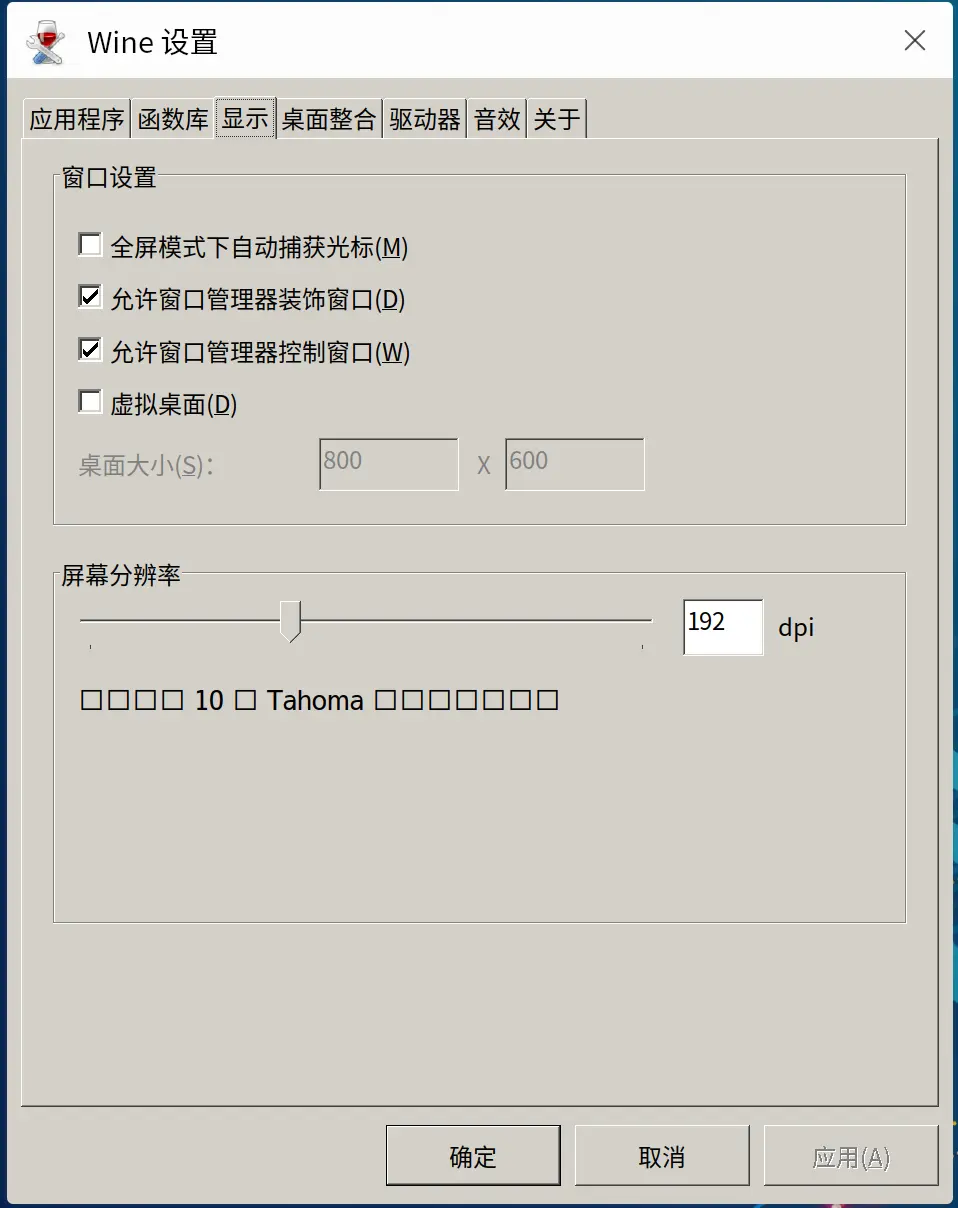 Wine 设置
应用程序 函数库 显示 桌面整合 驱动器 音效 关于
窗口设置
全屏模式下自动捕获光标(M)
允许窗口管理器装饰窗口(D)
允许窗口管理器控制窗口(W)
虚拟桌面(D)
桌面大小(S): 800 X 600
屏幕分辨率
192 dpi
□□□□ 10 □ Tahoma □□□□□□□
确定 取消 应用(A)